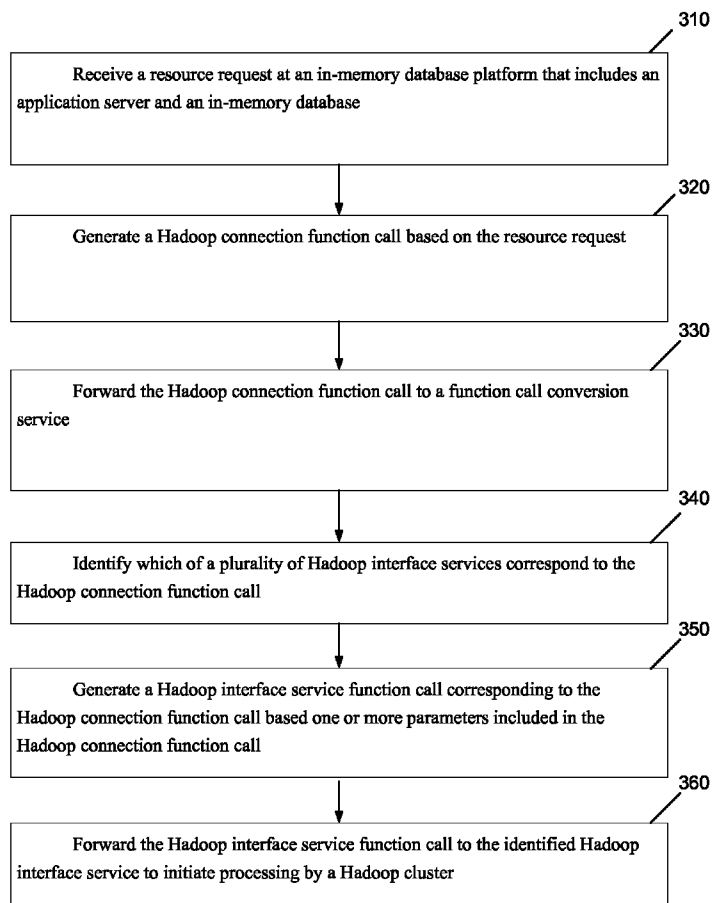 310
Receive a resource request at an in-memory database platform that includes an
application server and an in-memory database
320
Generate a Hadoop connection function call based on the resource request
330
Forward the Hadoop connection function call to a function call conversion
service
340
Identify which of a plurality of Hadoop interface services correspond to the
Hadoop connection function call
350
Generate a Hadoop interface service function call corresponding to the
Hadoop connection function call based one or more parameters included in the
Hadoop connection function call
360
Forward the Hadoop interface service function call to the identified Hadoop
interface service to initiate processing by a Hadoop cluster